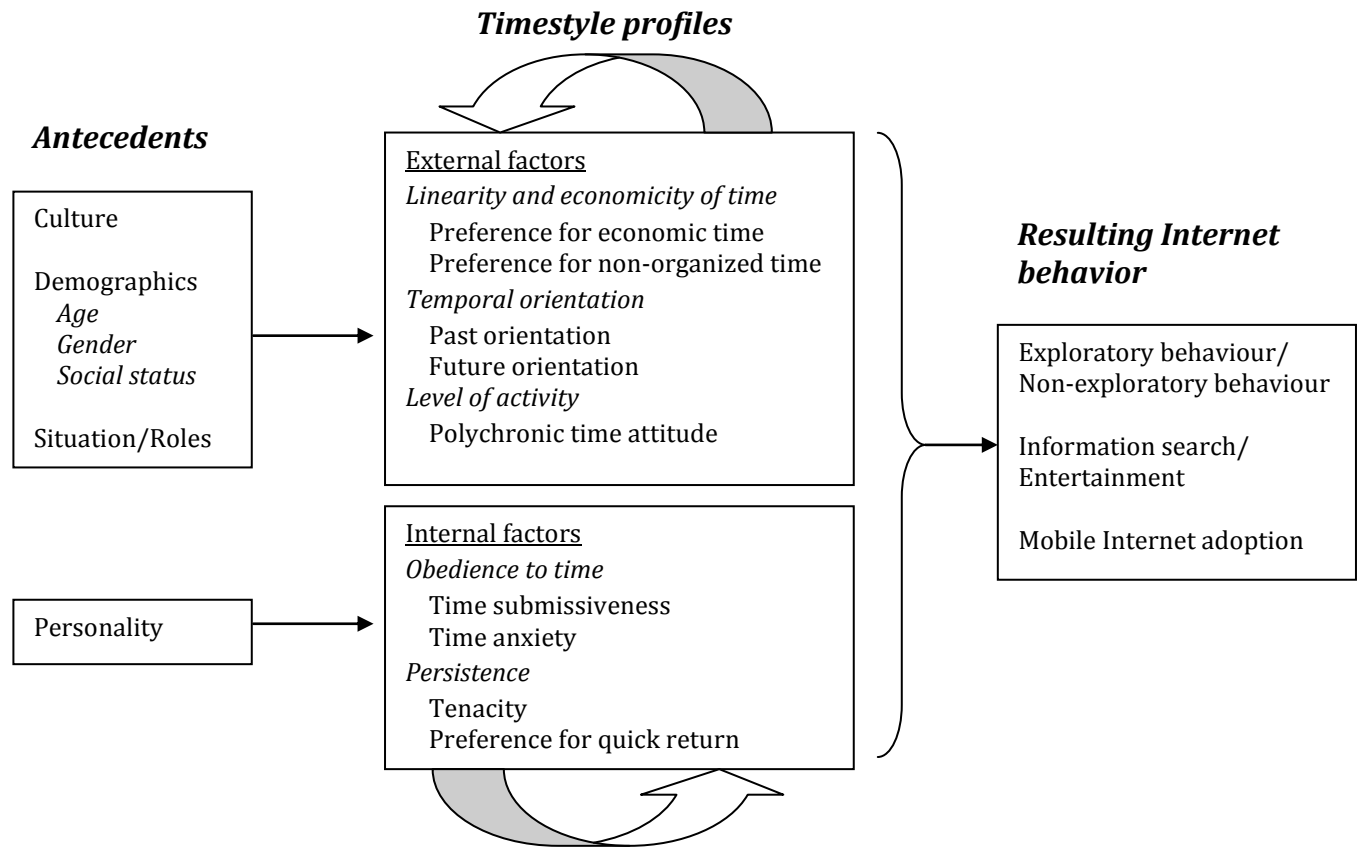 Timestyle profiles
Antecedents
Culture
Demographics
Age
Gender
Social status
Situation/Roles
Personality
External factors
Linearity and economicity of time
Preference for economic time
Preference for non-organized time
Temporal orientation
Past orientation
Future orientation
Level of activity
Polychronic time attitude
Internal factors
Obedience to time
Time submissiveness
Time anxiety
Persistence
Tenacity
Preference for quick return
Resulting Internet
behavior
Exploratory behaviour/
Non-exploratory behaviour
Information search/
Entertainment
Mobile Internet adoption